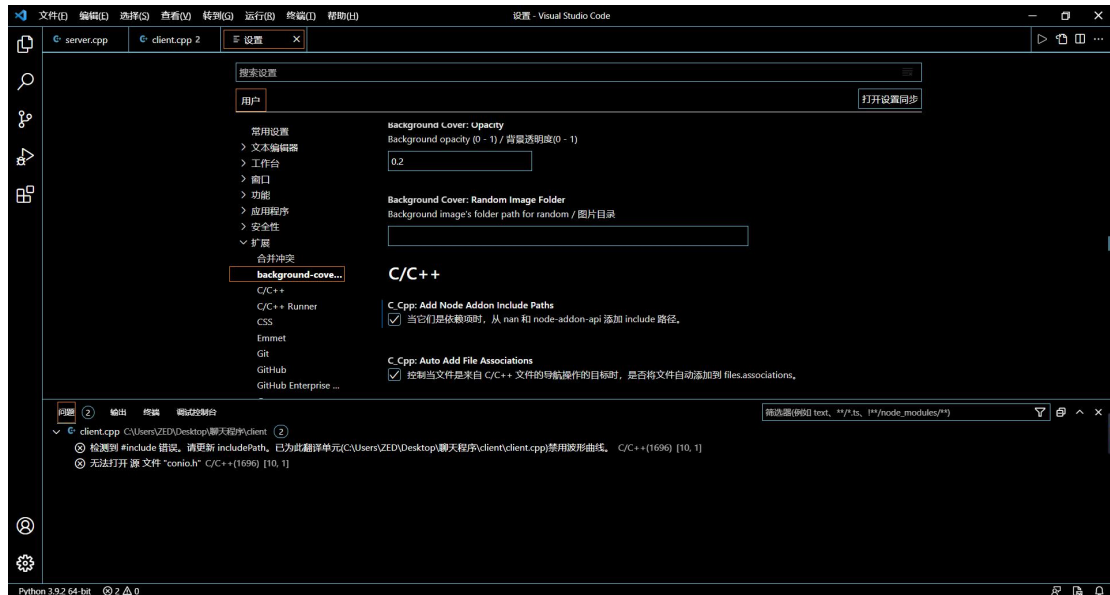 文件(F) 编辑(E) 选择(S) 查看(V) 转到(G) 运行(R) 终端(T) 帮助(H) 设置 - Visual Studio Code
server.cpp client.cpp 2 设置
搜索设置
用户 打开设置同步
常用设置
文本编辑器
工作台
窗口
功能
应用程序
安全性
扩展
合并冲突
background-cove...
C/C++
C/C++ Runner
CSS
Emmet
Git
GitHub
GitHub Enterprise ...
Background Cover: Opacity
Background opacity (0 - 1) / 背景透明度(0 - 1)
0.2
Background Cover: Random Image Folder
Background image's folder path for random / 图片目录
C/C++
C_Cpp: Add Node Addon Include Paths
当它们是依赖项时，从 nan 和 node-addon-api 添加 include 路径。
C_Cpp: Auto Add File Associations
控制当文件是来自 C/C++ 文件的导航操作的目标时，是否将文件自动添加到 files.associations。
问题 2 输出 终端 调试控制台 筛选器(例如 text、**/*.ts、!**/node_modules/**)
client.cpp C:\Users\ZED\Desktop\聊天程序\client 2
检测到 #include 错误。请更新 includePath。已为此翻译单元(C:\Users\ZED\Desktop\聊天程序\client\client.cpp)禁用波形曲线。 C/C++(1696) [10, 1]
无法打开 源 文件 "conio.h" C/C++(1696) [10, 1]
Python 3.9.2 64-bit 2 0